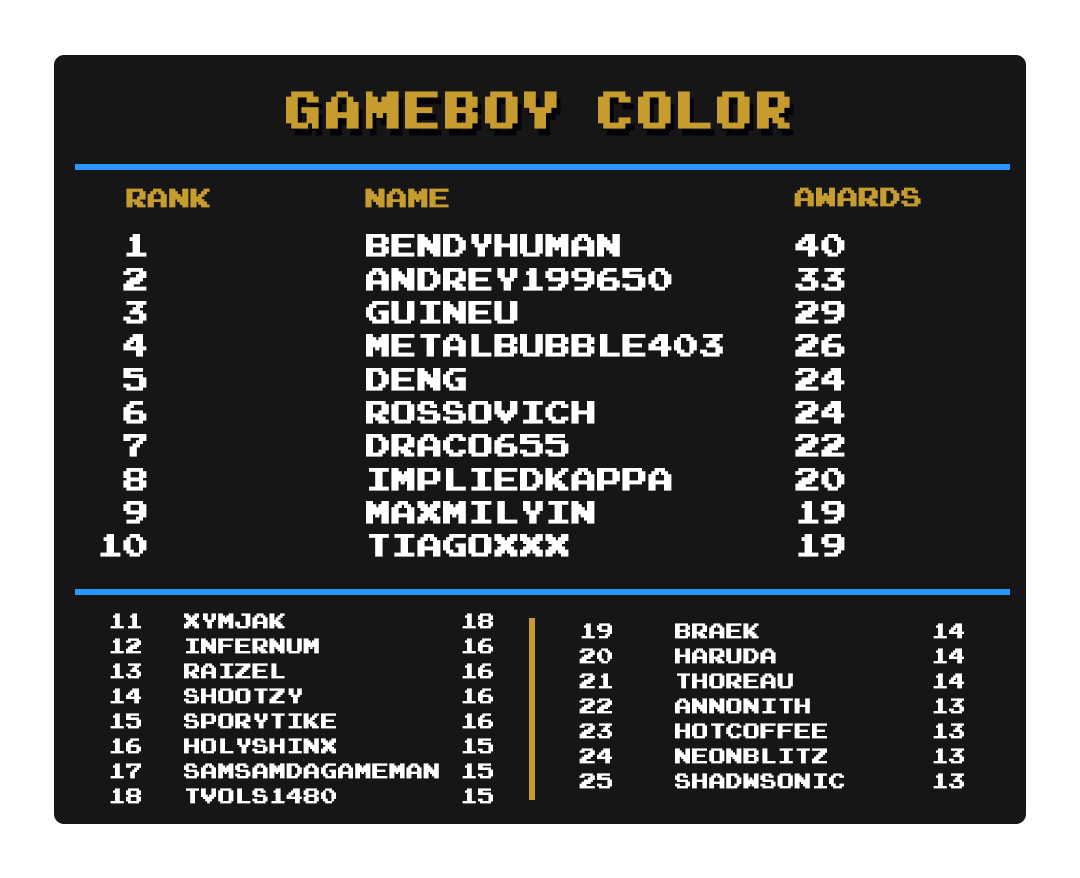 GAMEBOY COLOR
RANK NAME AWARDS
1 BENDYHUMAN 40
2 ANDREY199650 33
3 GUINEU 29
4 METALBUBBLE403 26
5 DENG 24
6 ROSSOVICH 24
7 DRACO655 22
8 IMPLIEDKAPPA 20
9 MAXMILYIN 19
10 TIAGOXXX 19
11 XYMJAK 18
12 INFERNUM 16
13 RAIZEL 16
14 SHOOTZY 16
15 SPORYTIKE 16
16 HOLYSHINX 15
17 SAMSAMDAGAMEMAN 15
18 TVOLS1480 15
19 BRAEK 14
20 HARUDA 14
21 THOREAU 14
22 ANNONITH 13
23 HOTCOFFEE 13
24 NEONBLITZ 13
25 SHADWSONIC 13